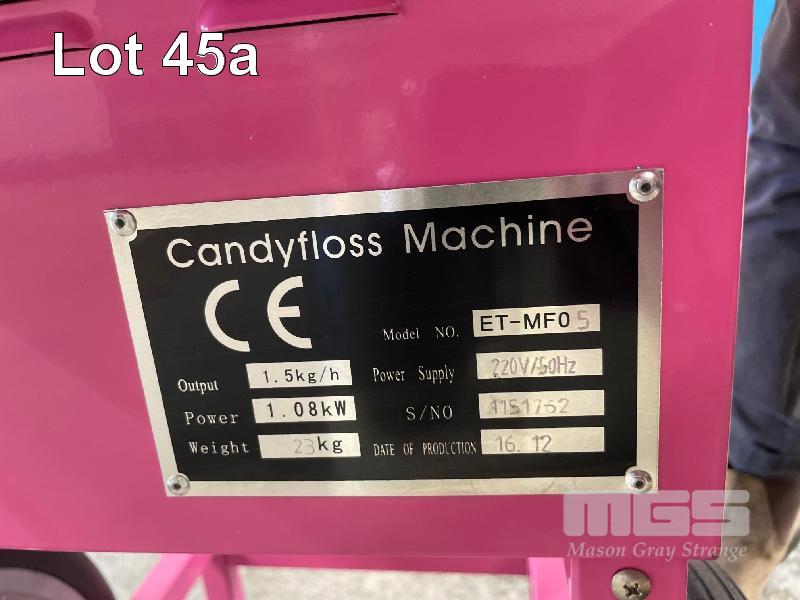 Lot 45a
Candyfloss Machine
CE
Model NO. ET-MF05
Output 1.5kg/h
Power Supply 220V/50Hz
Power 1.08kW
S/NO 1151762
Weight 23kg
DATE OF PRODUCTION 16.12
MGS
Mason Gray Strange